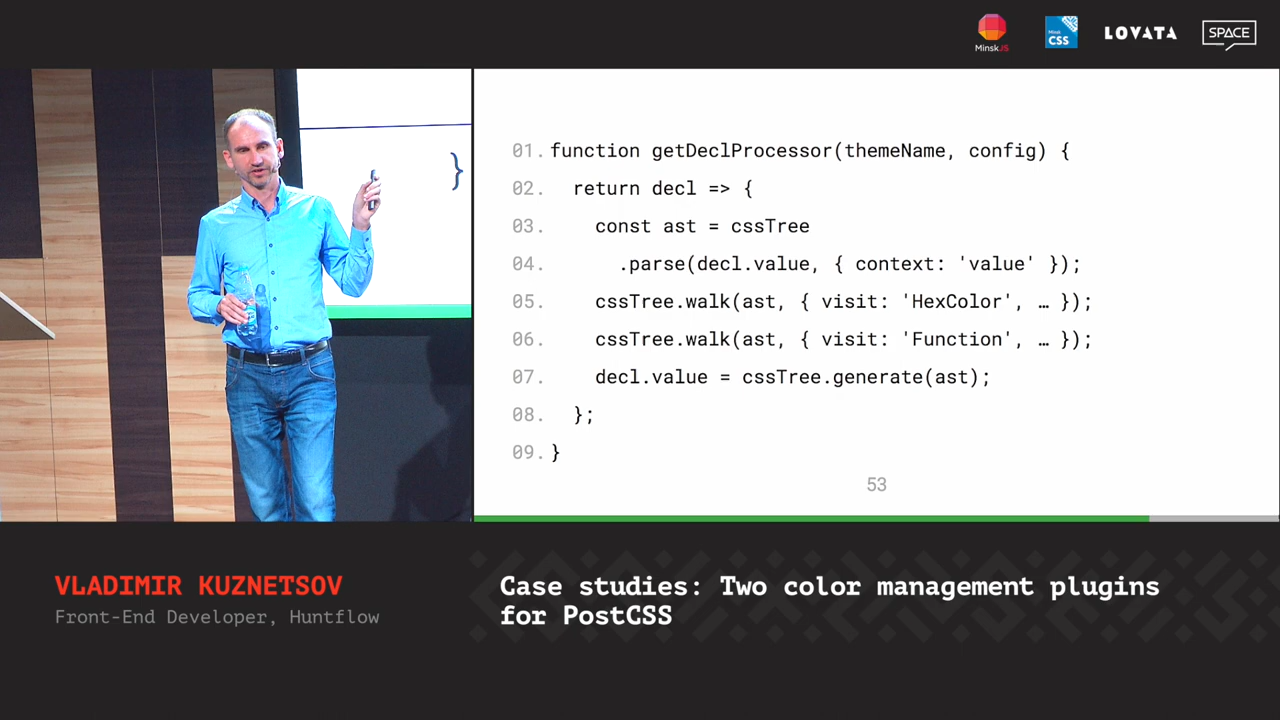 MinskJS
Minsk
CSS
LOVATA
SPACE
}
01. function getDeclProcessor(themeName, config) {
02.   return decl => {
03.     const ast = cssTree
04.       .parse(decl.value, { context: 'value' });
05.     cssTree.walk(ast, { visit: 'HexColor', … });
06.     cssTree.walk(ast, { visit: 'Function', … });
07.     decl.value = cssTree.generate(ast);
08.   };
09. }
53
VLADIMIR KUZNETSOV
Front-End Developer, Huntflow
Case studies: Two color management plugins
for PostCSS